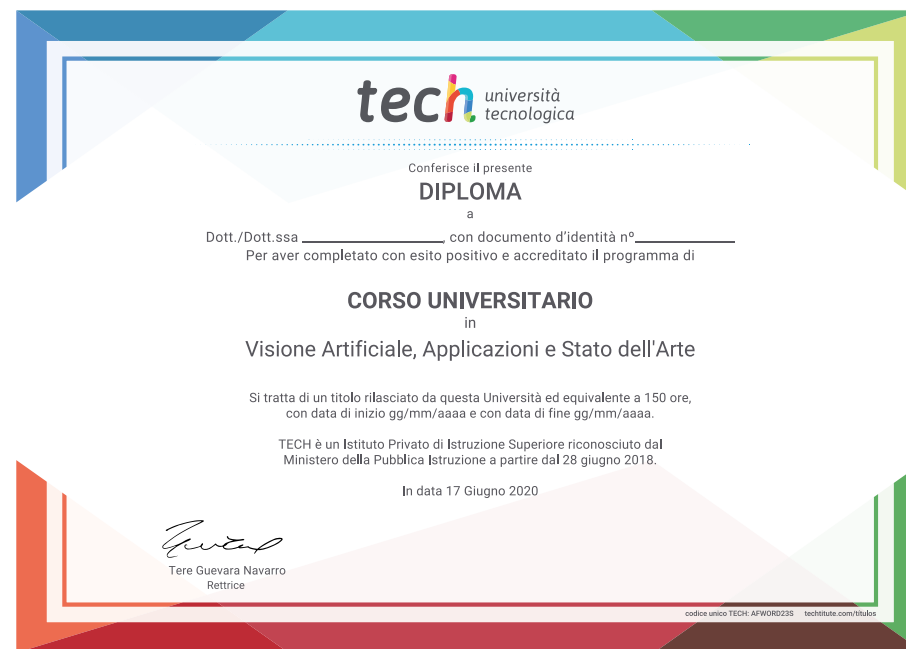 tech università
tecnologica
Conferisce il presente
DIPLOMA
a
Dott./Dott.ssa ____________________, con documento d'identità nº______________
Per aver completato con esito positivo e accreditato il programma di
CORSO UNIVERSITARIO
in
Visione Artificiale, Applicazioni e Stato dell'Arte
Si tratta di un titolo rilasciato da questa Università ed equivalente a 150 ore,
con data di inizio gg/mm/aaaa e con data di fine gg/mm/aaaa.
TECH è un Istituto Privato di Istruzione Superiore riconosciuto dal
Ministero della Pubblica Istruzione a partire dal 28 giugno 2018.
In data 17 Giugno 2020
Tere Guevara Navarro
Rettrice
codice unico TECH: AFWORD23S techtitute.com/titulos